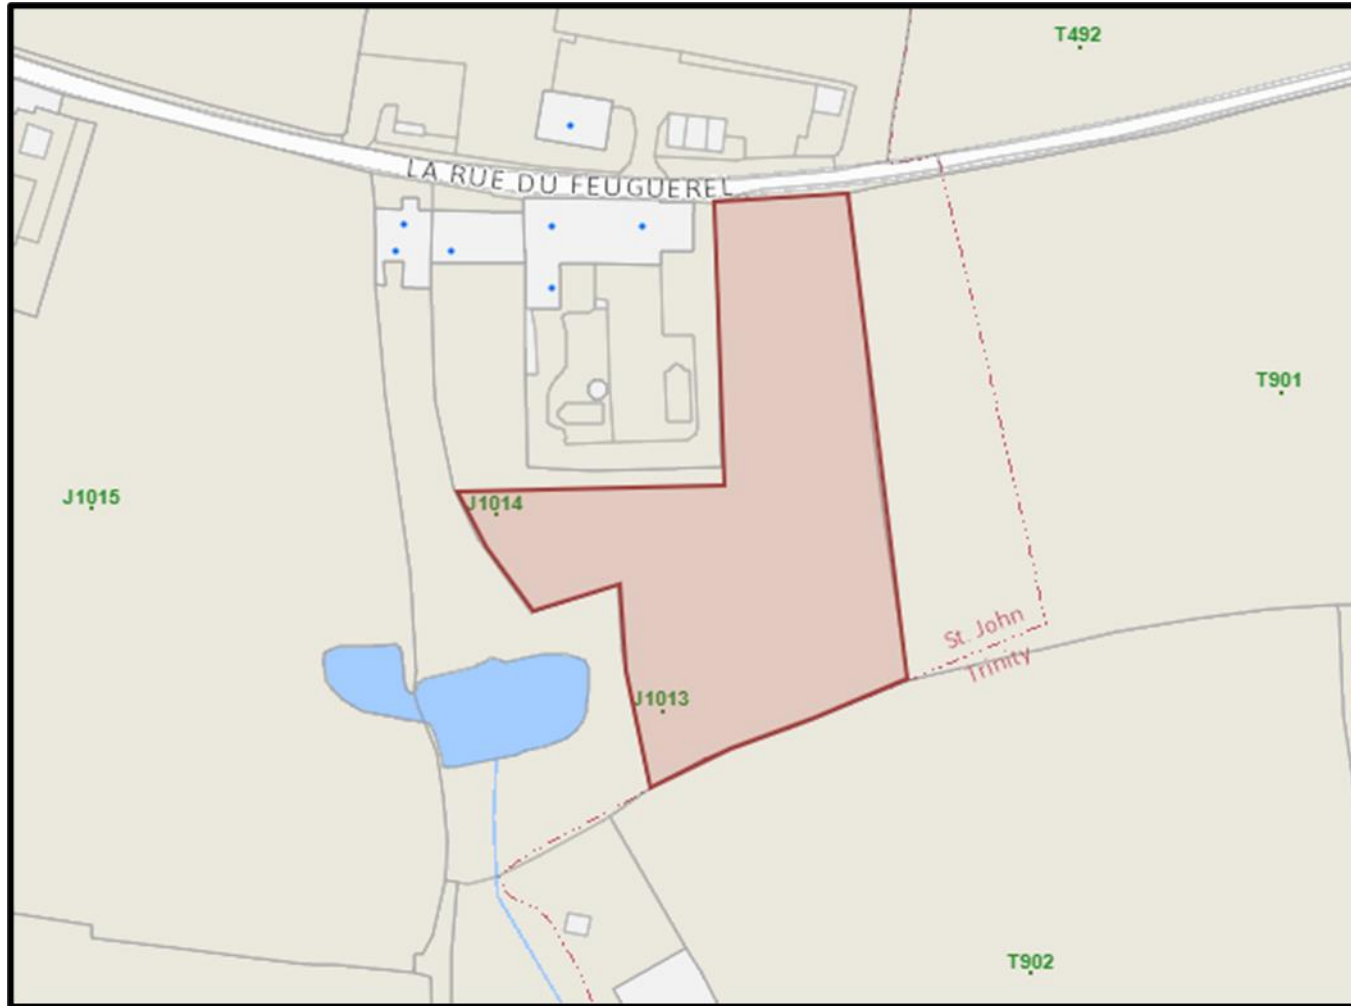 T492
LA RUE DU FEUGUEREL
T901
J1015
J1014
St. John
Trinity
J1013
T902